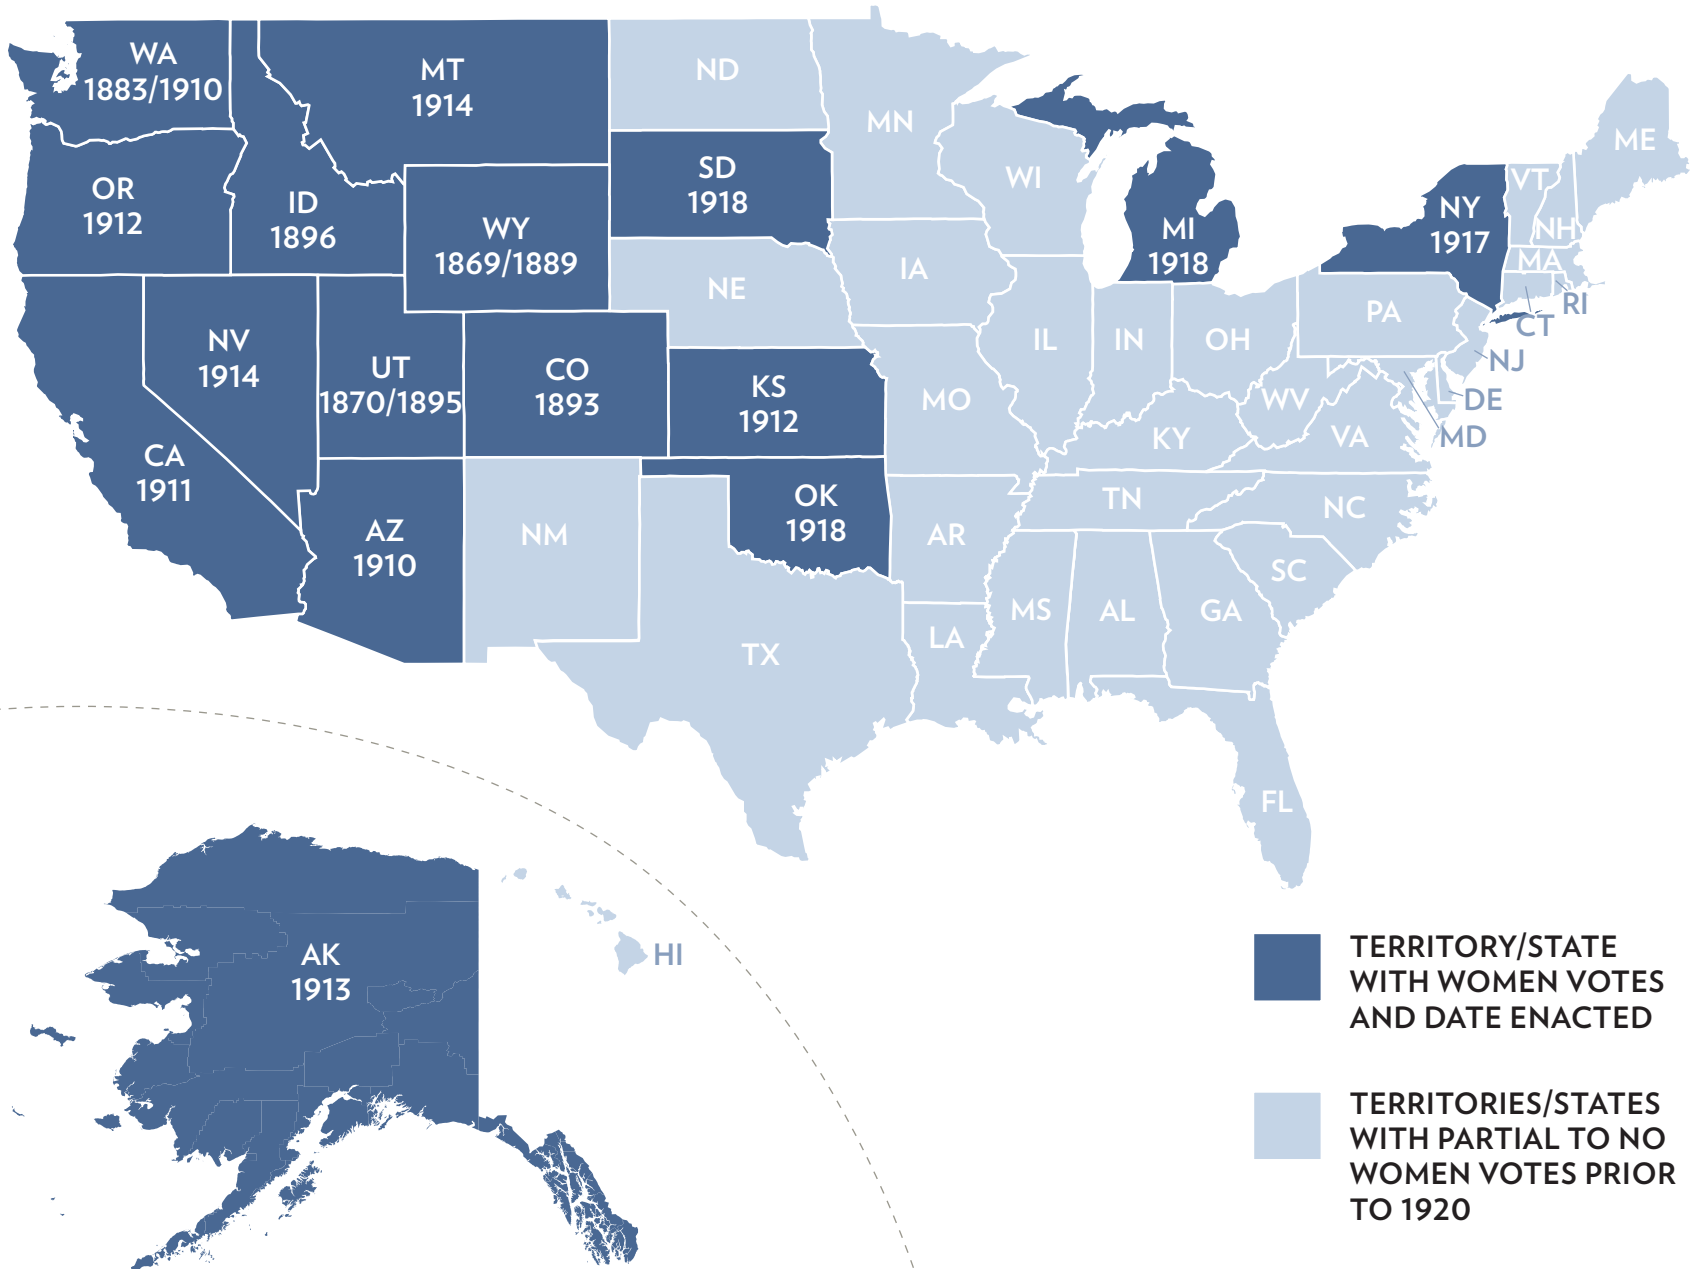 WA
1883/1910
MT
1914
ND
MN
ME
OR
1912
ID
1896
WY
1869/1889
SD
1918
WI
MI
1918
NY
1917
VT
NH
MA
RI
CT
NV
1914
UT
1870/1895
CO
1893
NE
IA
IL
IN
OH
PA
NJ
DE
MD
CA
1911
AZ
1910
NM
KS
1912
OK
1918
MO
KY
WV
VA
AR
TN
NC
SC
TX
LA
MS
AL
GA
FL
AK
1913
HI
TERRITORY/STATE
WITH WOMEN VOTES
AND DATE ENACTED
TERRITORIES/STATES
WITH PARTIAL TO NO
WOMEN VOTES PRIOR
TO 1920